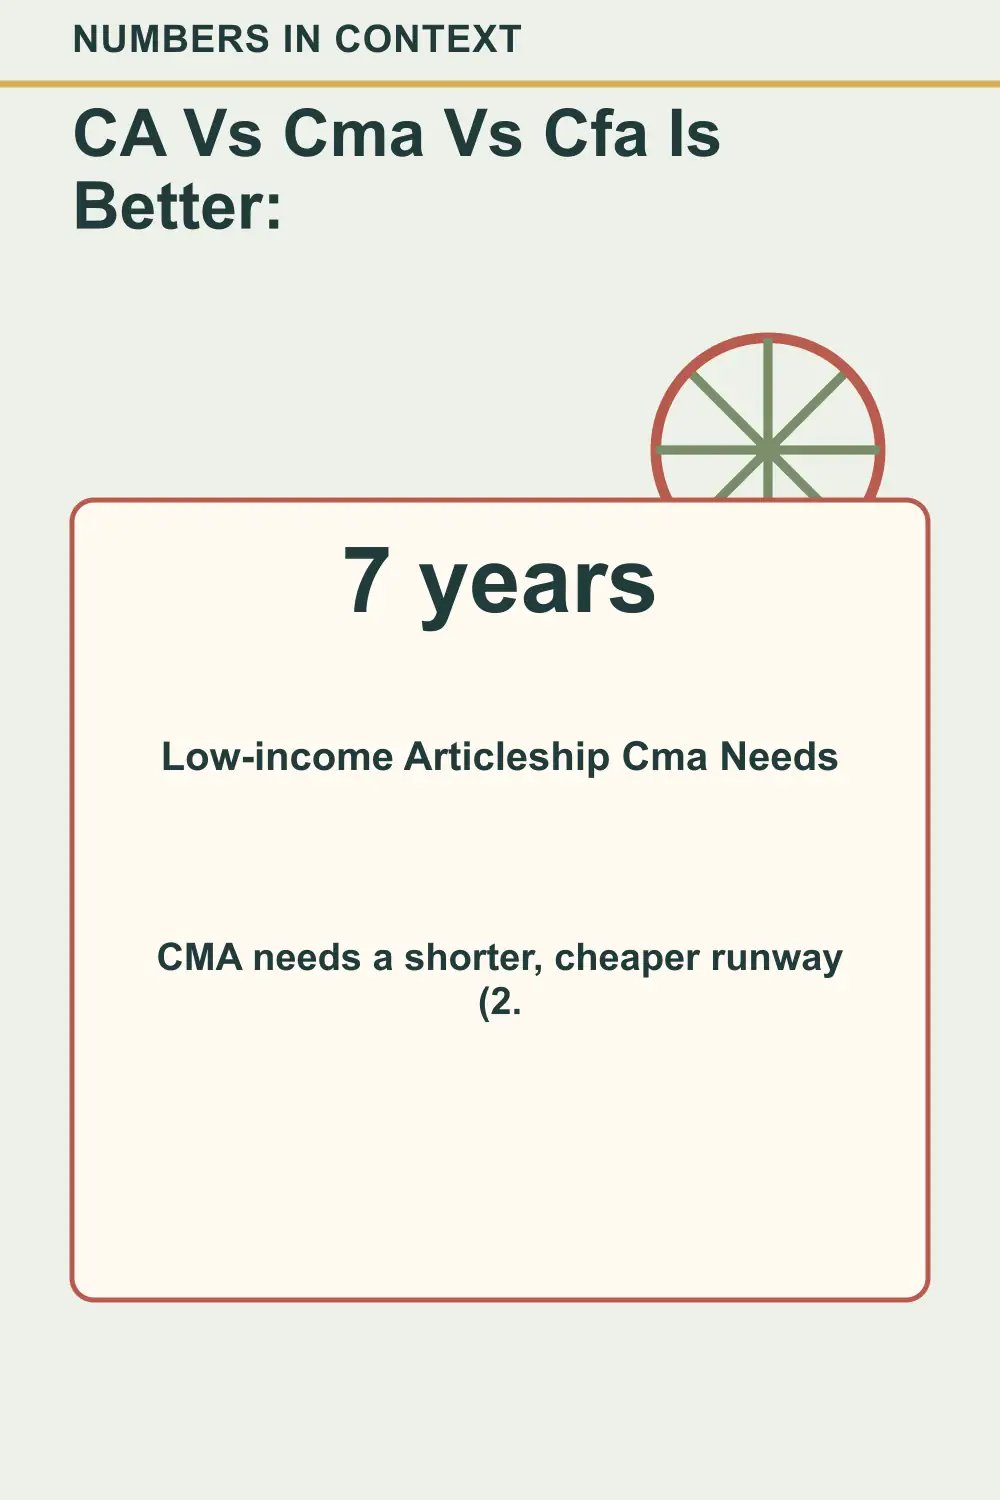 NUMBERS IN CONTEXT
CA Vs Cma Vs Cfa Is
Better:
7 years
Low-income Articleship Cma Needs
CMA needs a shorter, cheaper runway
(2.